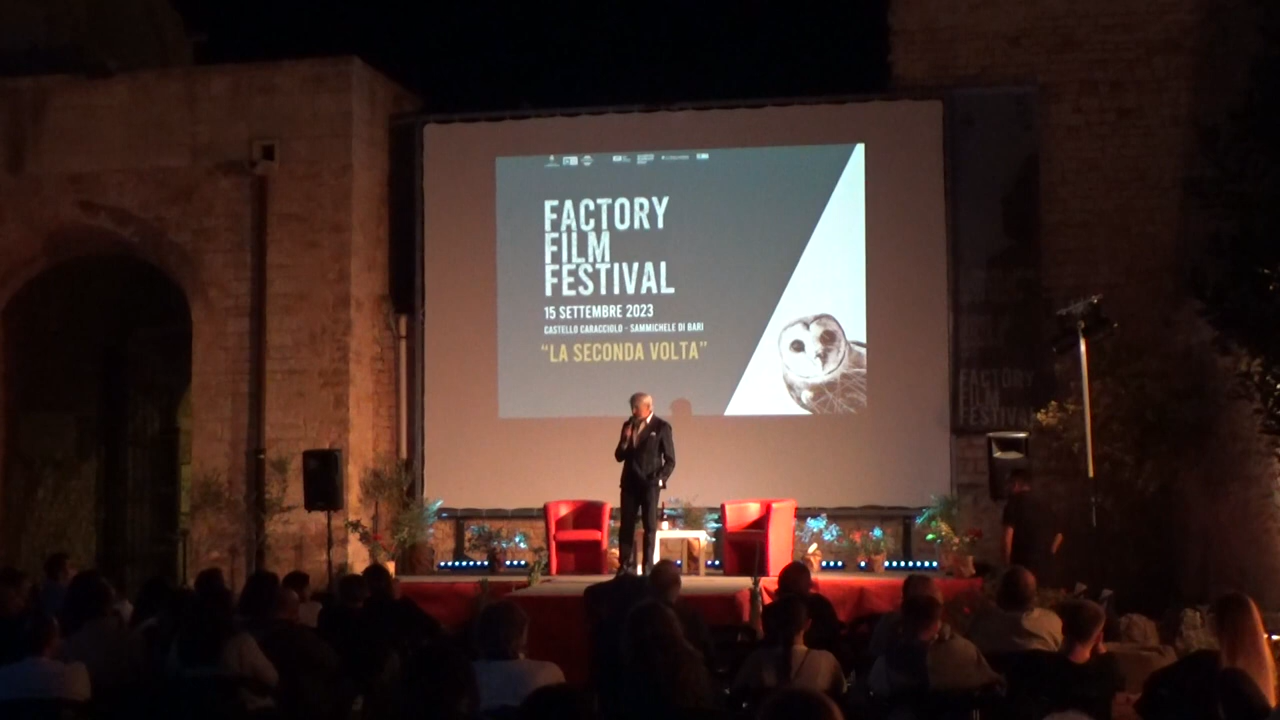 FACTORY
FILM
FESTIVAL
15 SETTEMBRE 2023
CASTELLO CARACCIOLO - SAMMICHELE DI BARI
“LA SECONDA VOLTA”
FACTORY
FILM
FESTIVAL